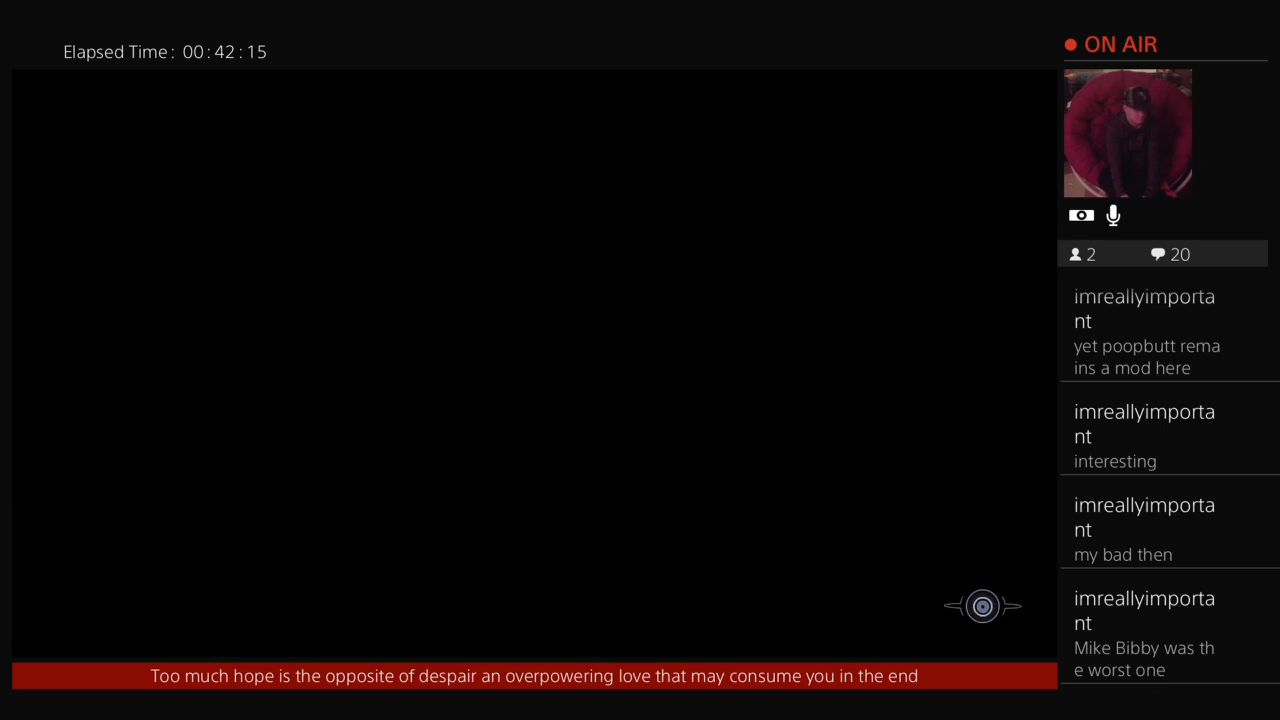 Elapsed Time: 00:42:15
ON AIR
2
20
imreallyimporta
nt
yet poopbutt rema
ins a mod here
imreallyimporta
nt
interesting
imreallyimporta
nt
my bad then
imreallyimporta
nt
Mike Bibby was th
e worst one
Too much hope is the opposite of despair an overpowering love that may consume you in the end